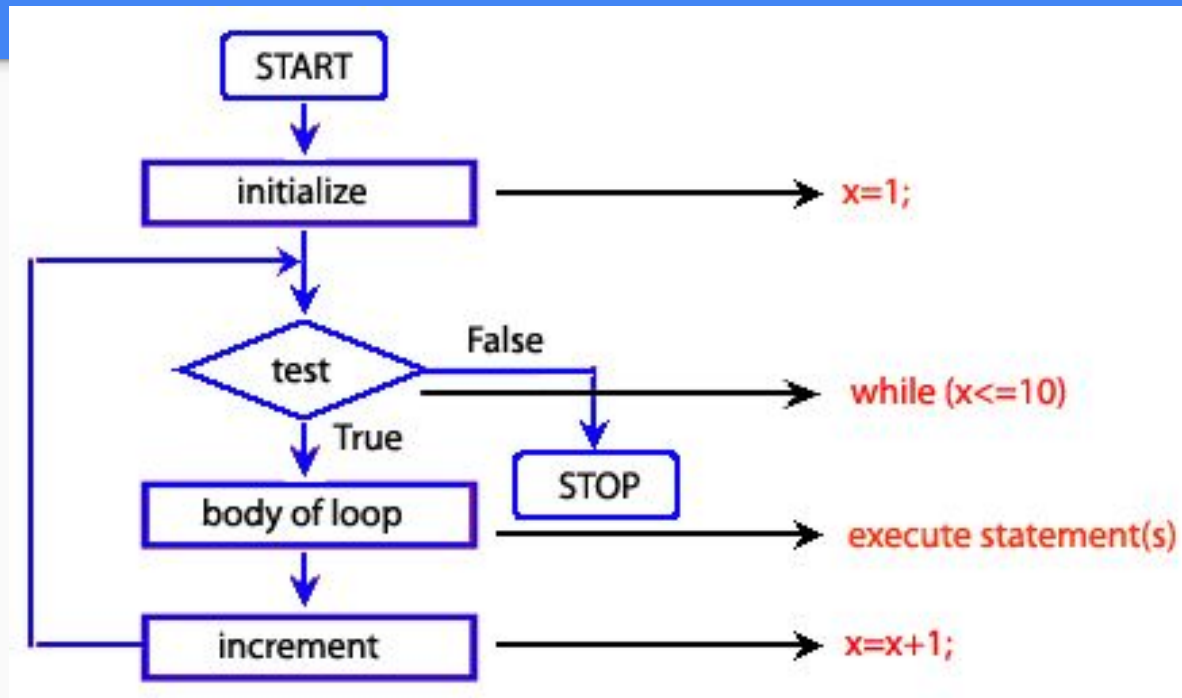 START
initialize
x=1;
test
False
while (x<=10)
True
STOP
body of loop
execute statement(s)
increment
x=x+1;